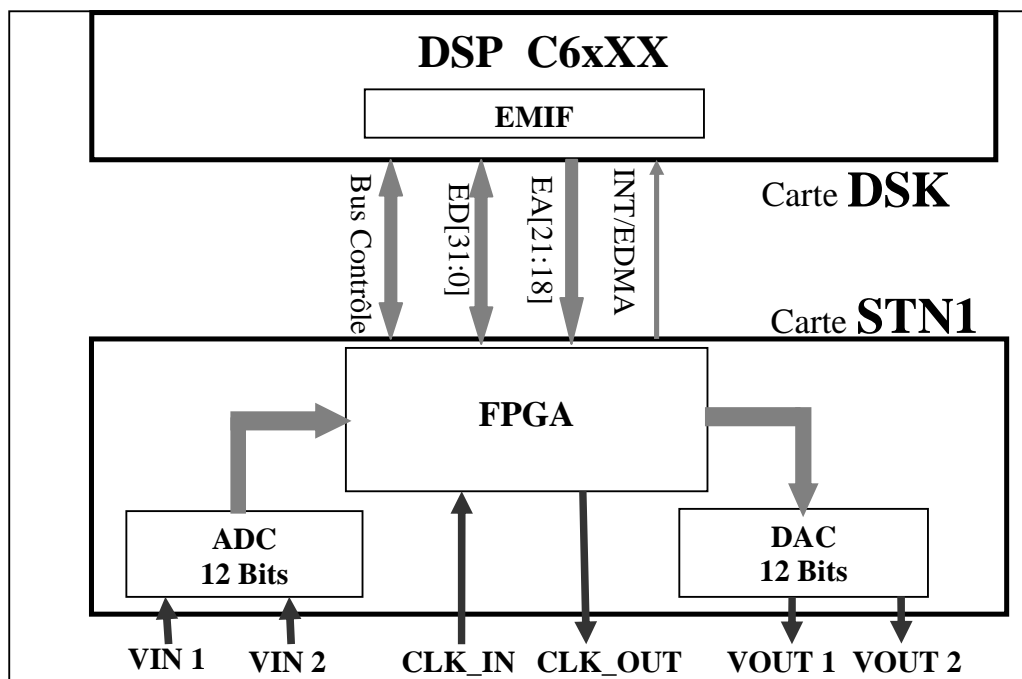 DSP C6xXX
EMIF
Bus Contrôle
ED[31:0]
EA[21:18]
INT/EDMA
Carte DSK
Carte STN1
FPGA
ADC
12 Bits
DAC
12 Bits
VIN 1
VIN 2
CLK_IN
CLK_OUT
VOUT 1
VOUT 2